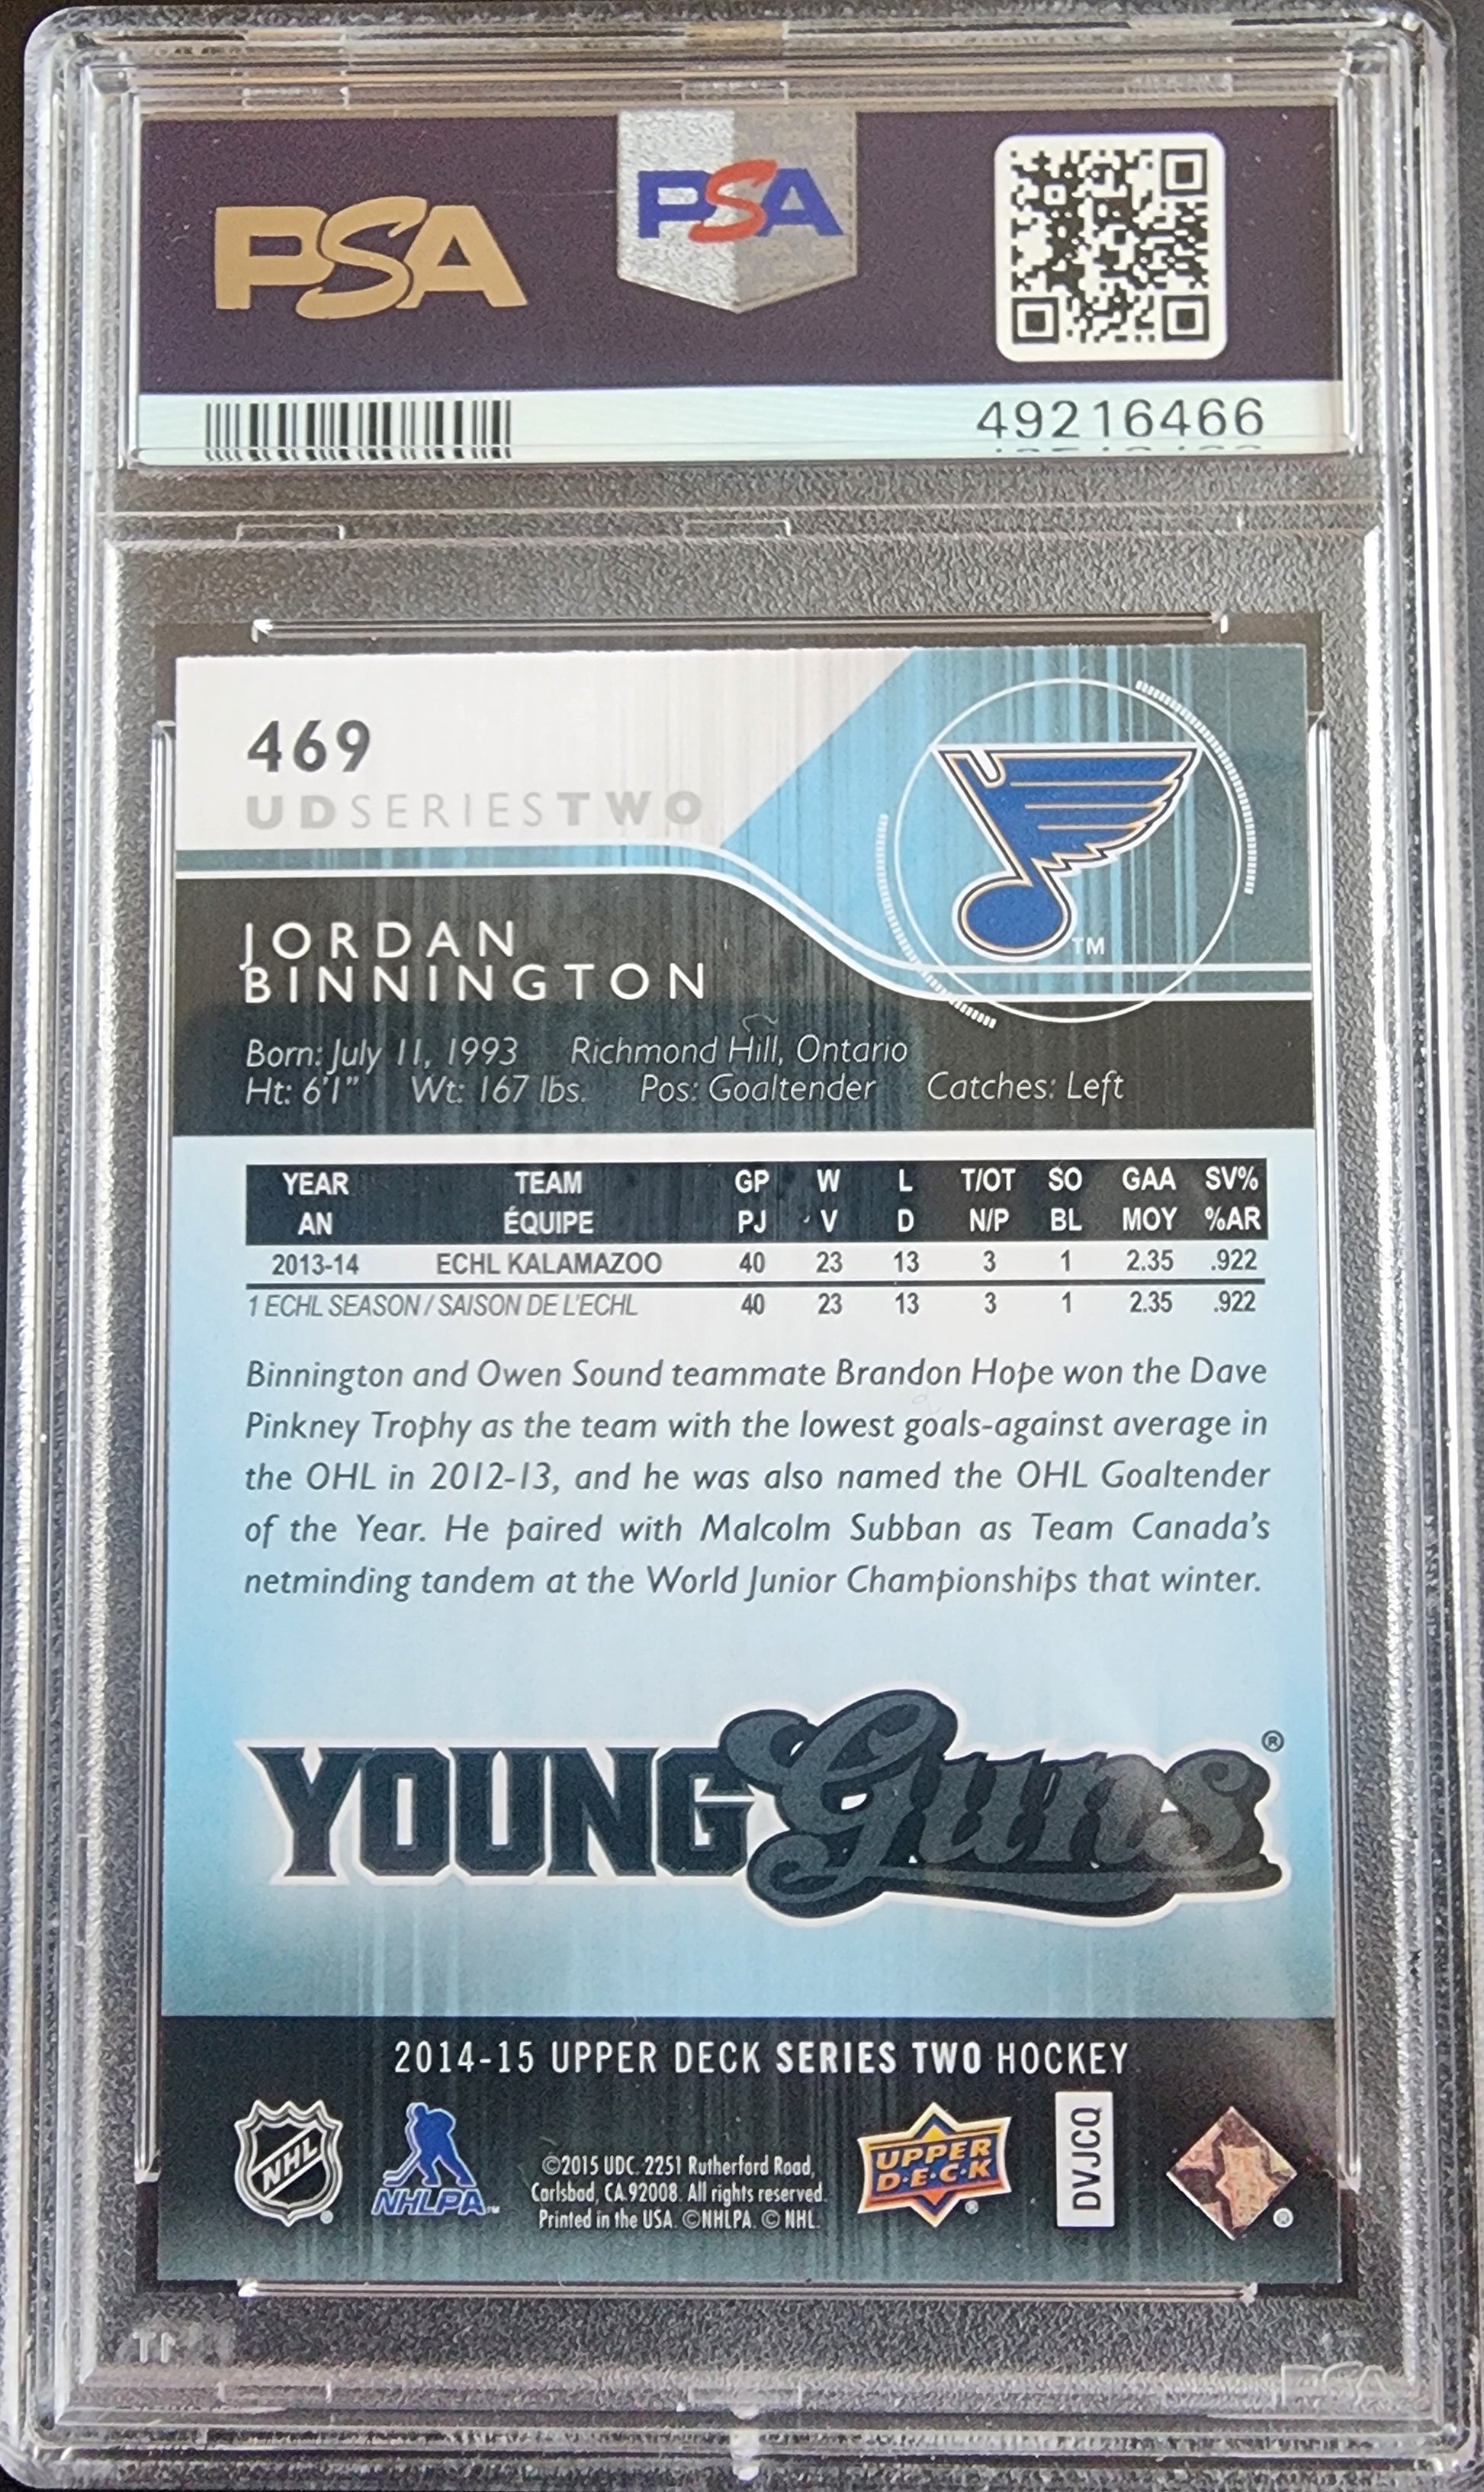 PSA
PSA
49216466
469
UD SERIES TWO
TM
JORDAN
BINNINGTON
Born: July 11, 1993 Richmond Hill, Ontario
Ht: 6'1" Wt: 167 lbs. Pos: Goaltender Catches: Left
YEAR TEAM GP W L T/OT SO GAA SV%
AN ÉQUIPE PJ V D N/P BL MOY %AR
2013-14 ECHL KALAMAZOO 40 23 13 3 1 2.35 .922
1 ECHL SEASON / SAISON DE L'ECHL 40 23 13 3 1 2.35 .922
Binnington and Owen Sound teammate Brandon Hope won the Dave
Pinkney Trophy as the team with the lowest goals-against average in
the OHL in 2012-13, and he was also named the OHL Goaltender
of the Year. He paired with Malcolm Subban as Team Canada's
netminding tandem at the World Junior Championships that winter.
YOUNG Guns ®
2014-15 UPPER DECK SERIES TWO HOCKEY
NHL ®
NHLPA TM
©2015 UDC. 2251 Rutherford Road,
Carlsbad, CA 92008. All rights reserved.
Printed in the USA. ©NHLPA. © NHL.
UPPER
D·E·C·K ®
DVJCQ
®
PSA